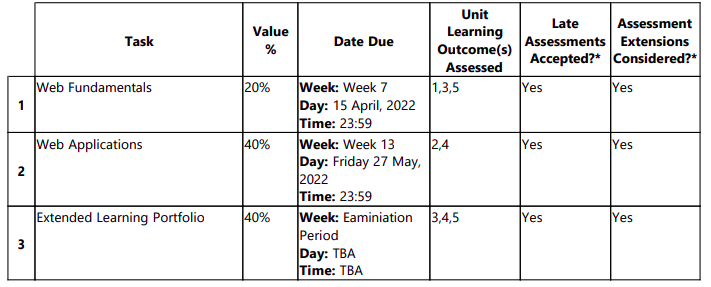 Task
Value
%
Date Due
Unit
Learning
Outcome(s)
Assessed
Late
Assessments
Accepted?*
Assessment
Extensions
Considered?*
1
Web Fundamentals
20%
Week: Week 7
Day: 15 April, 2022
Time: 23:59
1,3,5
Yes
Yes
2
Web Applications
40%
Week: Week 13
Day: Friday 27 May,
2022
Time: 23:59
2,4
Yes
Yes
3
Extended Learning Portfolio
40%
Week: Eaminiation
Period
Day: TBA
Time: TBA
3,4,5
Yes
Yes